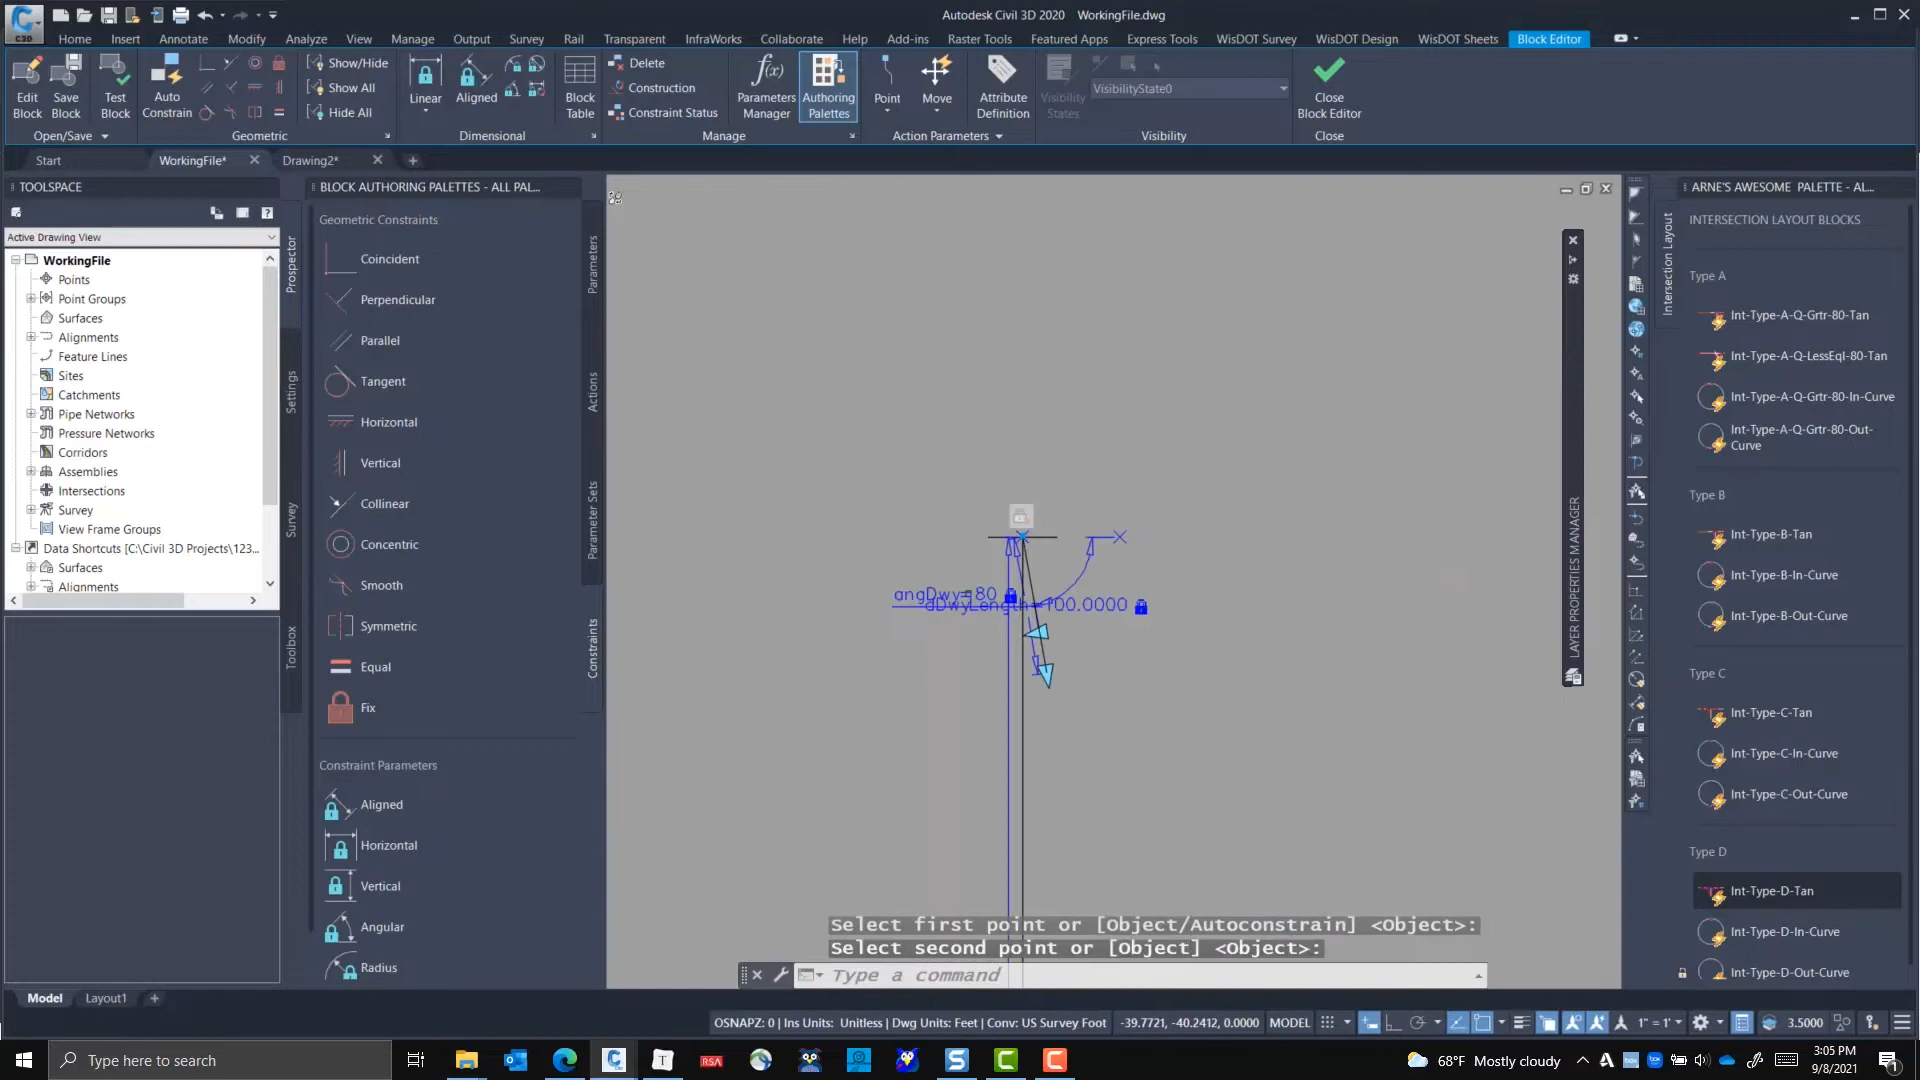 Autodesk Civil 3D 2020 WorkingFile.dwg
C3D
Home Insert Annotate Modify Analyze View Manage Output Survey Rail Transparent InfraWorks Collaborate Help Add-ins Raster Tools Featured Apps Express Tools WisDOT Survey WisDOT Design WisDOT Sheets Block Editor
Edit Block
Save Block
Test Block
Open/Save
Auto Constrain
Show/Hide
Show All
Hide All
Geometric
Linear
Aligned
Block Table
Dimensional
Delete
Construction
Constraint Status
Parameters Manager
Authoring Palettes
Manage
Point
Move
Action Parameters
Attribute Definition
Visibility States
VisibilityState0
Visibility
Close Block Editor
Close
Start WorkingFile* Drawing2*
TOOLSPACE
Active Drawing View
WorkingFile
Points
Point Groups
Surfaces
Alignments
Feature Lines
Sites
Catchments
Pipe Networks
Pressure Networks
Corridors
Assemblies
Intersections
Survey
View Frame Groups
Data Shortcuts [C:\Civil 3D Projects\123...
Surfaces
Alignments
Prospector
Settings
Survey
Toolbox
BLOCK AUTHORING PALETTES - ALL PAL...
Geometric Constraints
Coincident
Perpendicular
Parallel
Tangent
Horizontal
Vertical
Collinear
Concentric
Smooth
Symmetric
Equal
Fix
Constraint Parameters
Aligned
Horizontal
Vertical
Angular
Radius
Parameters
Actions
Parameter Sets
Constraints
angDwy=80
dDwyLength=100.0000
Select first point or [Object/Autoconstrain] <Object>:
Select second point or [Object] <Object>:
Type a command
LAYER PROPERTIES MANAGER
ARNE'S AWESOME PALETTE - AL...
Intersection Layout
INTERSECTION LAYOUT BLOCKS
Type A
Int-Type-A-Q-Grtr-80-Tan
Int-Type-A-Q-LessEql-80-Tan
Int-Type-A-Q-Grtr-80-In-Curve
Int-Type-A-Q-Grtr-80-Out-
Curve
Type B
Int-Type-B-Tan
Int-Type-B-In-Curve
Int-Type-B-Out-Curve
Type C
Int-Type-C-Tan
Int-Type-C-In-Curve
Int-Type-C-Out-Curve
Type D
Int-Type-D-Tan
Int-Type-D-In-Curve
Int-Type-D-Out-Curve
Model Layout1
OSNAPZ: 0 | Ins Units: Unitless | Dwg Units: Feet | Conv: US Survey Foot -39.7721, -40.2412, 0.0000 MODEL 1" = 1' 3.5000
Type here to search
RSA
68°F Mostly cloudy
3:05 PM
9/8/2021